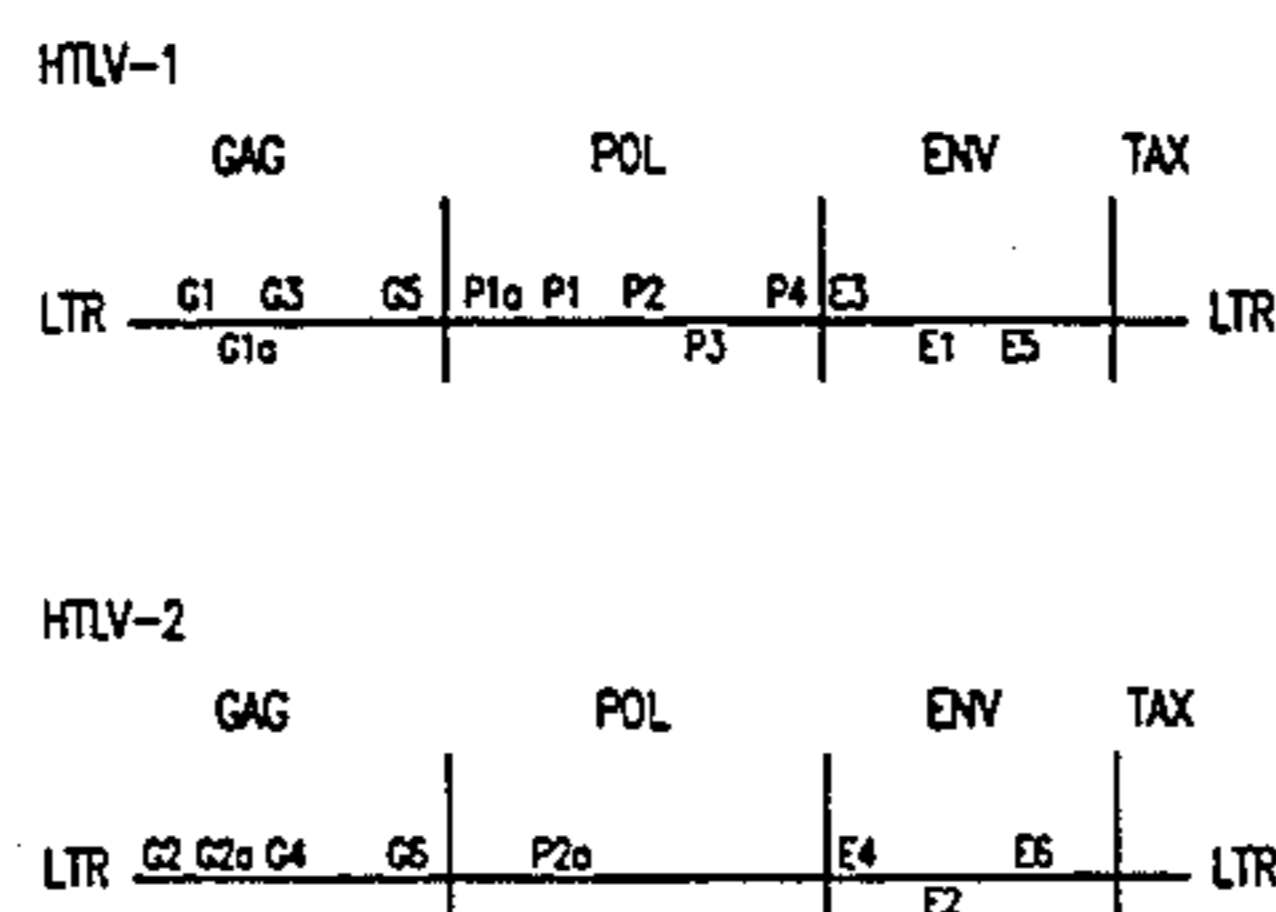 HTLV-1
GAG POL ENV TAX
LTR G1 G3 G5 P1a P1 P2 P4 E3 LTR
G1a P3 E1 E5
HTLV-2
GAG POL ENV TAX
LTR G2 G2a G4 G6 P2a E4 E6 LTR
E2